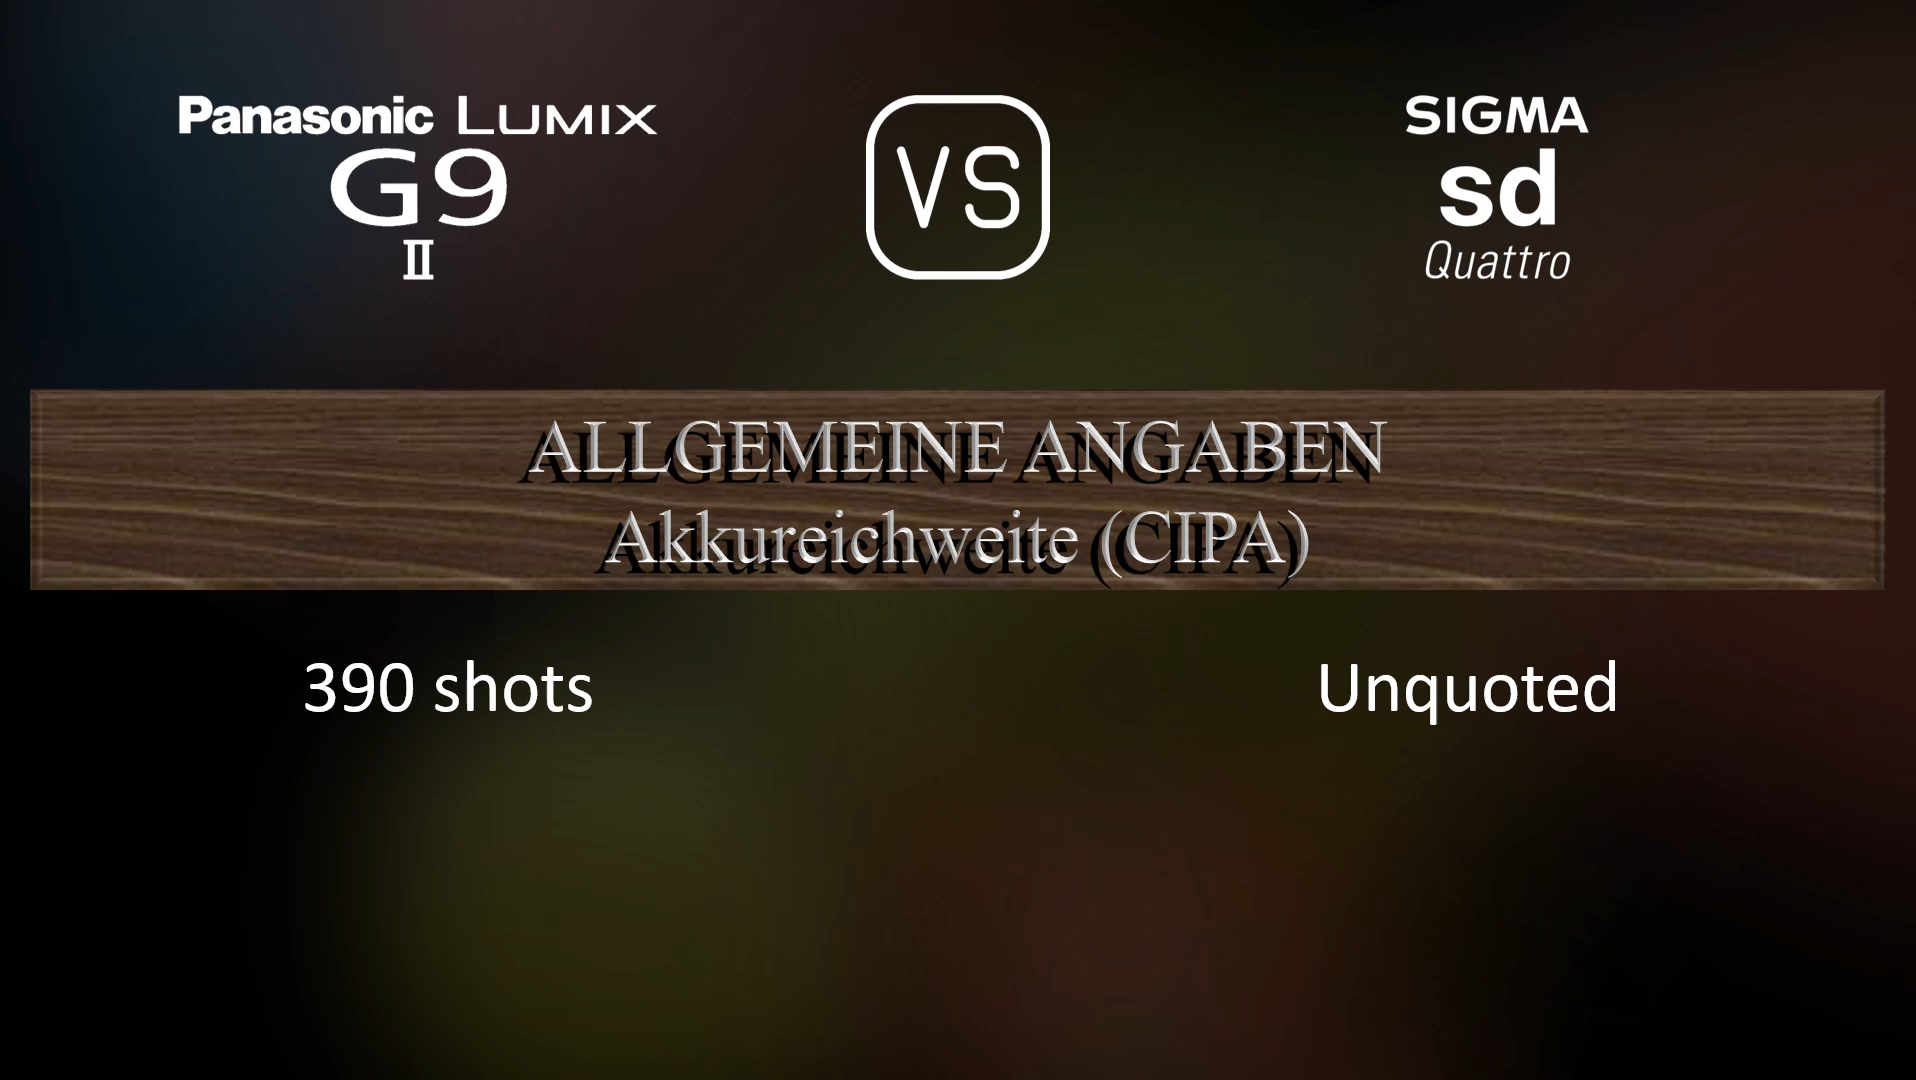 Panasonic LUMIX
G9
II
VS
SIGMA
sd
Quattro
ALLGEMEINE ANGABEN
Akkureichweite (CIPA)
390 shots
Unquoted